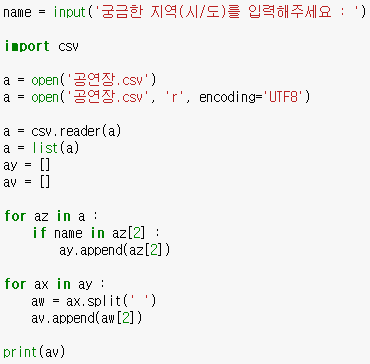 name = input('궁금한 지역(시/도)를 입력해주세요 : ')
import csv
a = open('공연장.csv')
a = open('공연장.csv', 'r', encoding='UTF8')
a = csv.reader(a)
a = list(a)
ay = []
av = []
for az in a :
if name in az[2] :
ay.append(az[2])
for ax in ay :
aw = ax.split(' ')
av.append(aw[2])
print(av)